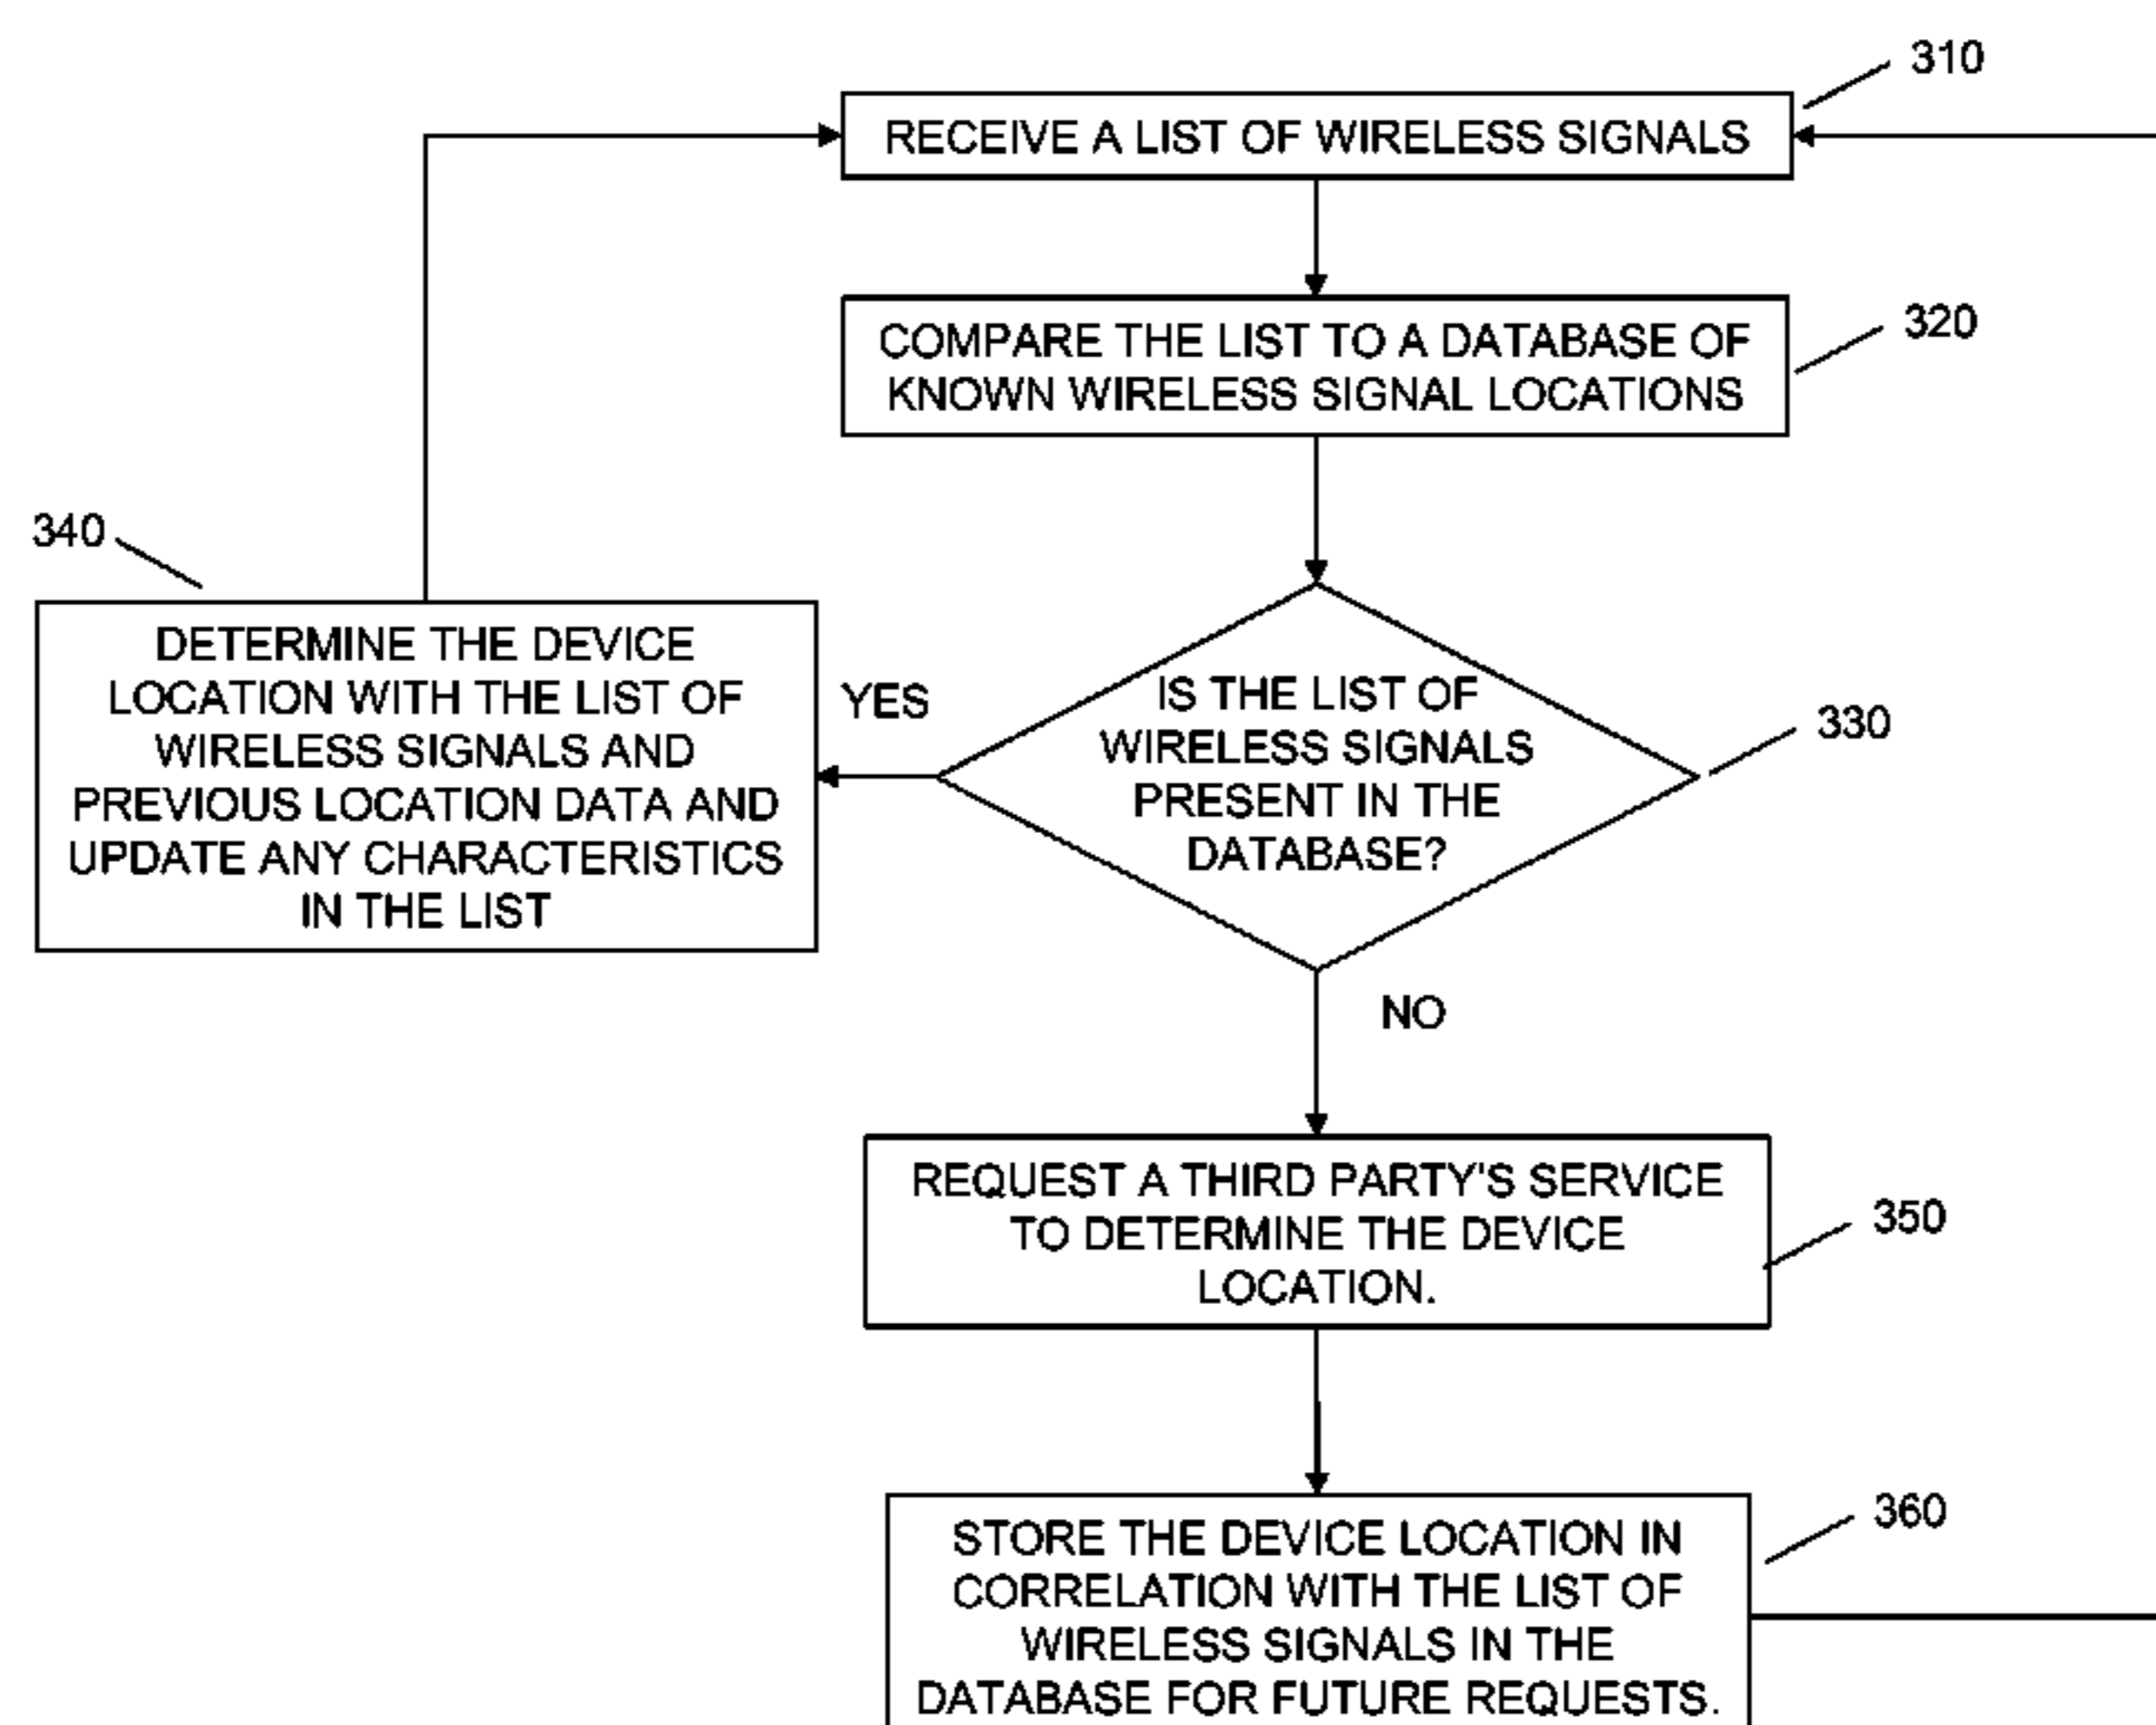 310
RECEIVE A LIST OF WIRELESS SIGNALS
320
COMPARE THE LIST TO A DATABASE OF
KNOWN WIRELESS SIGNAL LOCATIONS
340
DETERMINE THE DEVICE
LOCATION WITH THE LIST OF
WIRELESS SIGNALS AND
PREVIOUS LOCATION DATA AND
UPDATE ANY CHARACTERISTICS
IN THE LIST
YES
IS THE LIST OF
WIRELESS SIGNALS
PRESENT IN THE
DATABASE?
330
NO
REQUEST A THIRD PARTY'S SERVICE
TO DETERMINE THE DEVICE
LOCATION.
350
360
STORE THE DEVICE LOCATION IN
CORRELATION WITH THE LIST OF
WIRELESS SIGNALS IN THE
DATABASE FOR FUTURE REQUESTS.